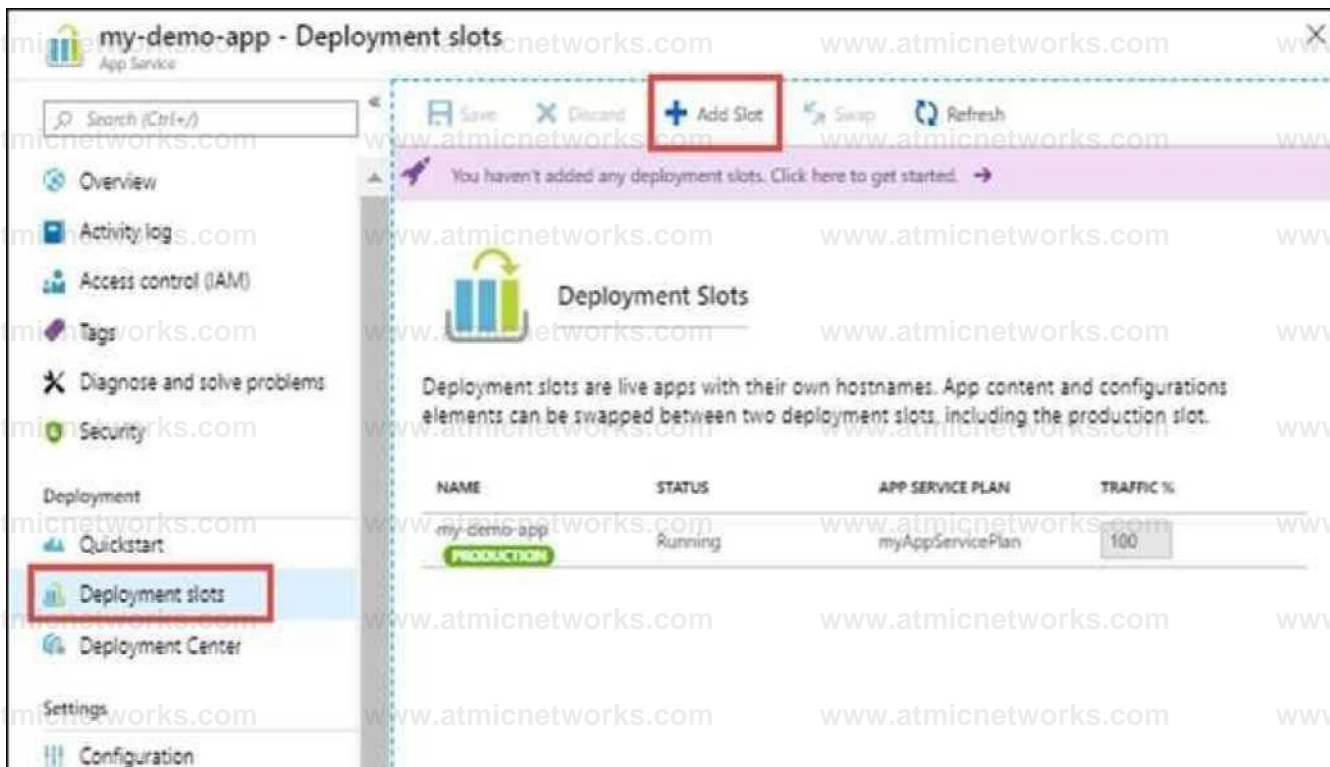 my-demo-app - Deployment slots
App Service
Search (Ctrl+/)
Overview
Activity log
Access control (IAM)
Tags
Diagnose and solve problems
Security
Deployment
Quickstart
Deployment slots
Deployment Center
Settings
Configuration
Save Discard Add Slot Swap Refresh
You haven't added any deployment slots. Click here to get started.
Deployment Slots
Deployment slots are live apps with their own hostnames. App content and configurations
elements can be swapped between two deployment slots, including the production slot.
NAME STATUS APP SERVICE PLAN TRAFFIC %
my-demo-app Running myAppServicePlan 100
PRODUCTION
www.atmicnetworks.com